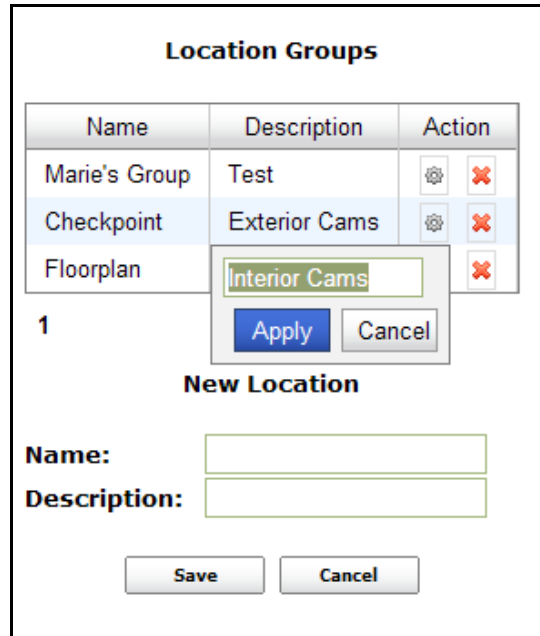 Location Groups
Name Description Action
Marie's Group Test
Checkpoint Exterior Cams
Floorplan Interior Cams
1 Apply Cancel
New Location
Name:
Description:
Save Cancel